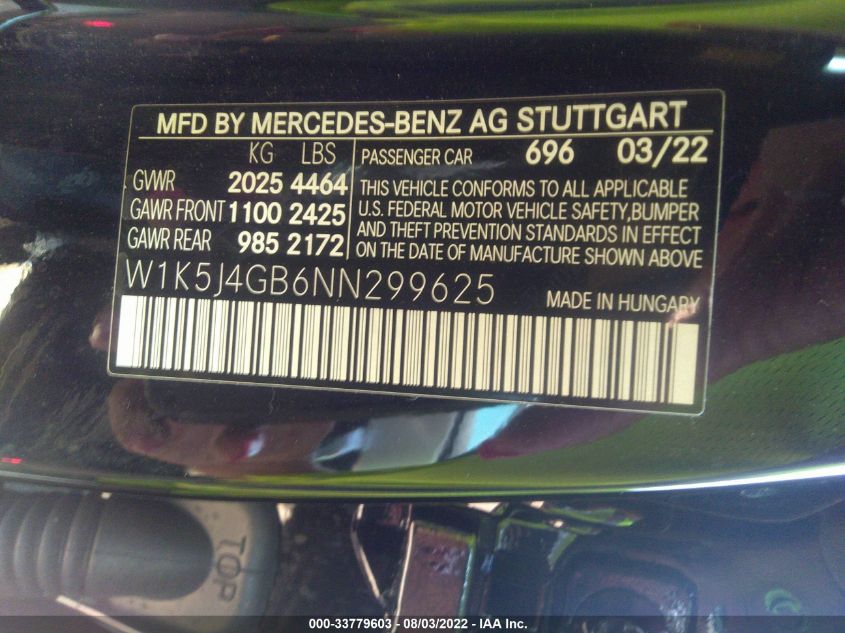 MFD BY MERCEDES-BENZ AG STUTTGART
KG LBS
GVWR 2025 4464
GAWR FRONT 1100 2425
GAWR REAR 985 2172
PASSENGER CAR 696 03/22
THIS VEHICLE CONFORMS TO ALL APPLICABLE
U.S. FEDERAL MOTOR VEHICLE SAFETY,BUMPER
AND THEFT PREVENTION STANDARDS IN EFFECT
ON THE DATE OF MANUFACTURE SHOWN ABOVE
W1K5J4GB6NN299625
MADE IN HUNGARY
TOP
000-33779603 - 08/03/2022 - IAA Inc.